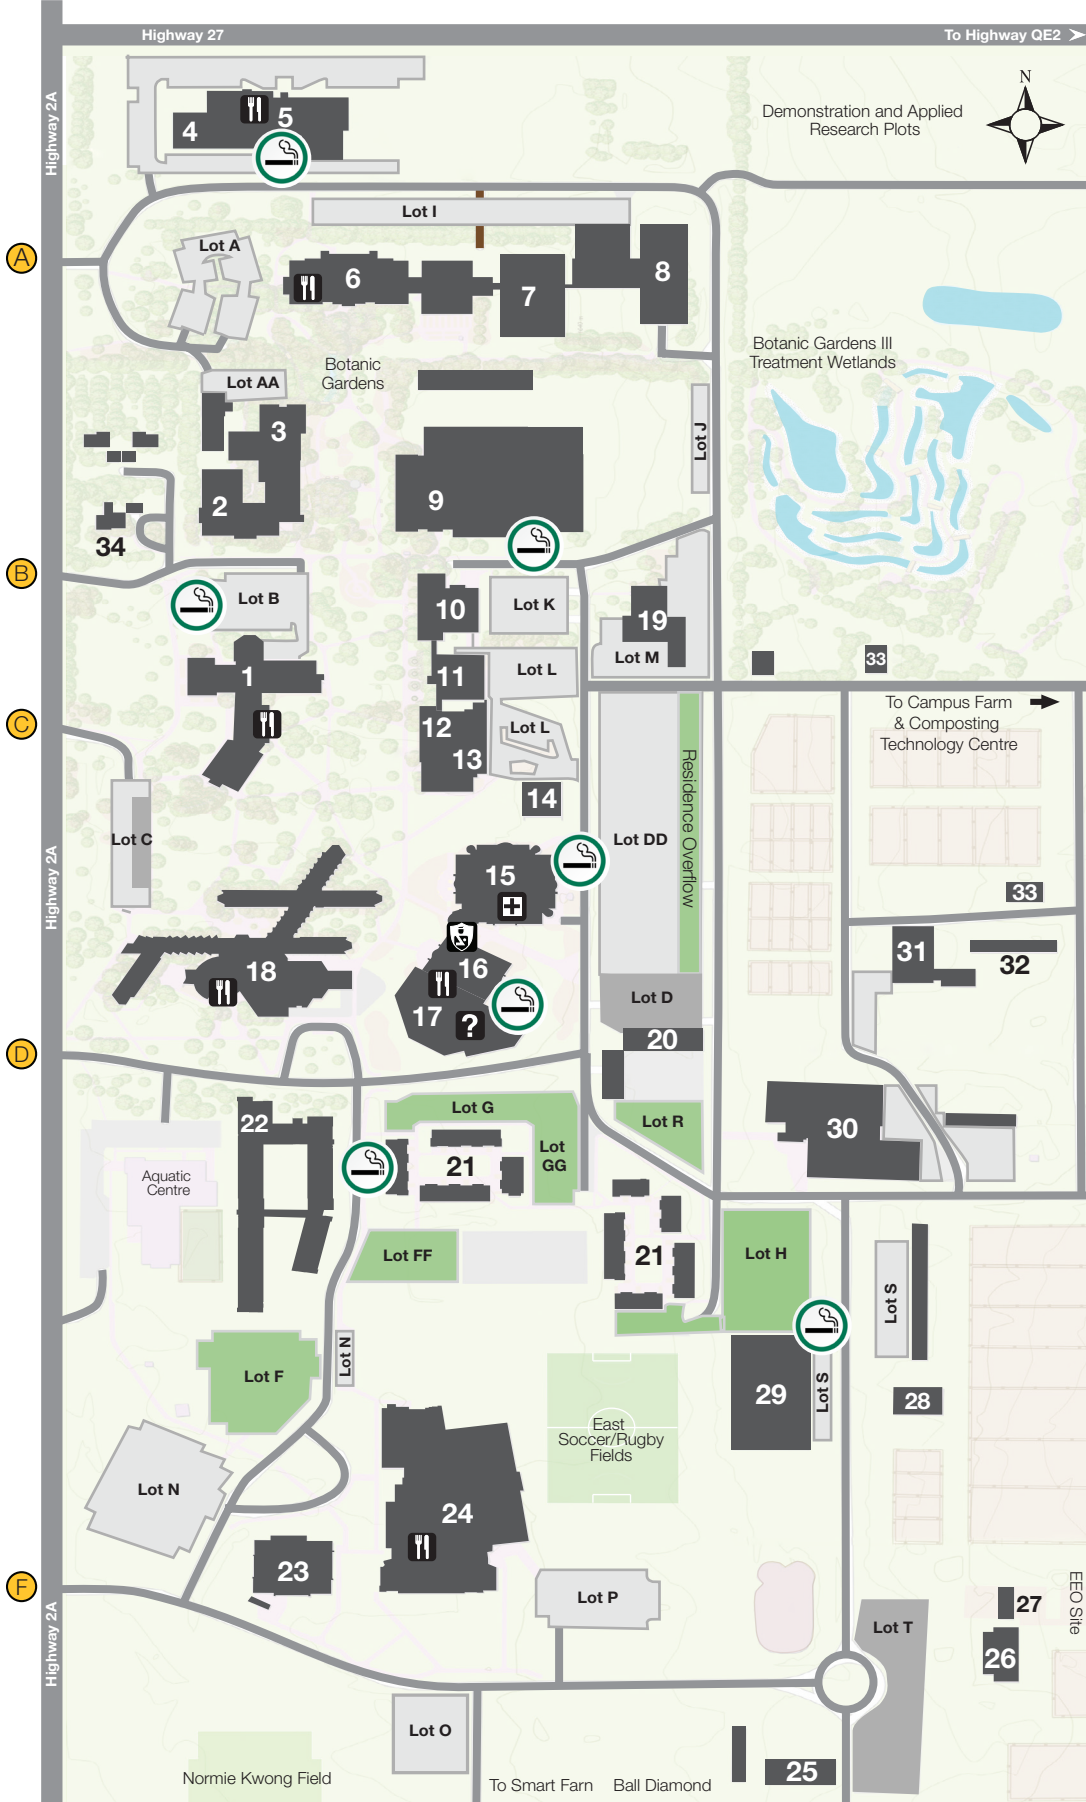 Highway 27
To Highway QE2
Highway 2A
N
Demonstration and Applied
Research Plots
4
5
Lot I
A
Lot A
6
7
8
Botanic
Gardens
Botanic Gardens III
Treatment Wetlands
Lot AA
3
Lot J
2
9
34
B
Lot B
10
Lot K
19
Lot M
33
1
11
Lot L
C
12
13
Lot L
14
To Campus Farm
& Composting
Technology Centre
Residence Overflow
Lot C
Lot DD
Highway 2A
15
33
18
16
17
?
31
32
Lot D
20
D
22
Lot G
Lot
GG
21
Lot R
30
Aquatic
Centre
Lot FF
21
Lot H
Lot S
Lot F
Lot N
29
Lot S
28
East
Soccer/Rugby
Fields
Lot N
24
23
F
Lot P
Highway 2A
Lot T
27
26
EEO Site
Lot O
25
Normie Kwong Field
To Smart Farn
Ball Diamond